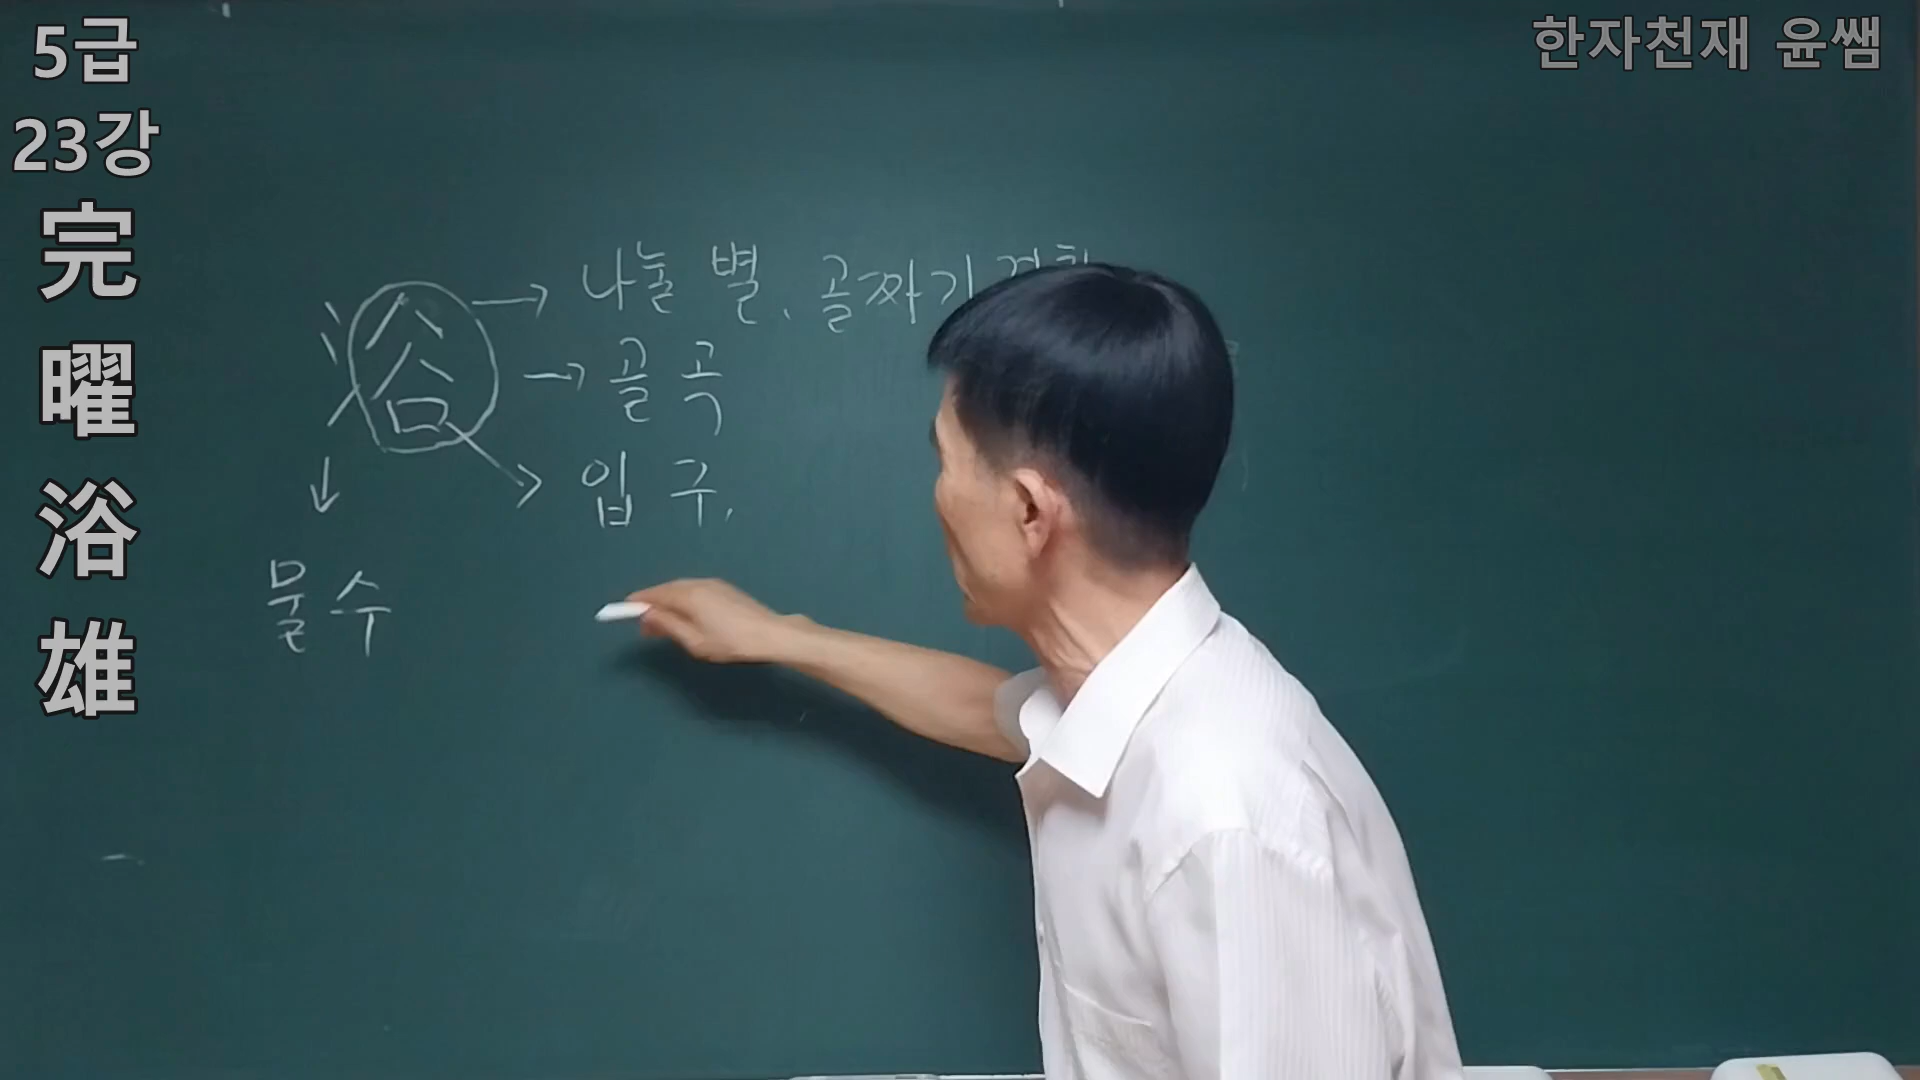 5급
23강
完
曜
浴
雄
한자천재 윤쌤
浴
나눌 별, 골짜기
골 곡
입 구,
물 수